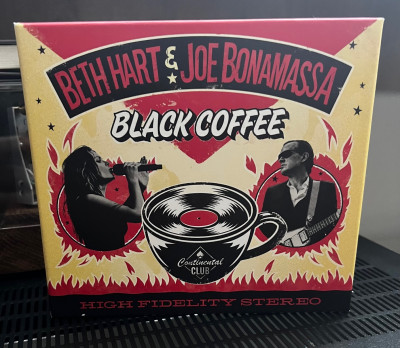 BETH HART & JOE BONAMASSA
BLACK COFFEE
Continental
CLUB
HIGH FIDELITY STEREO